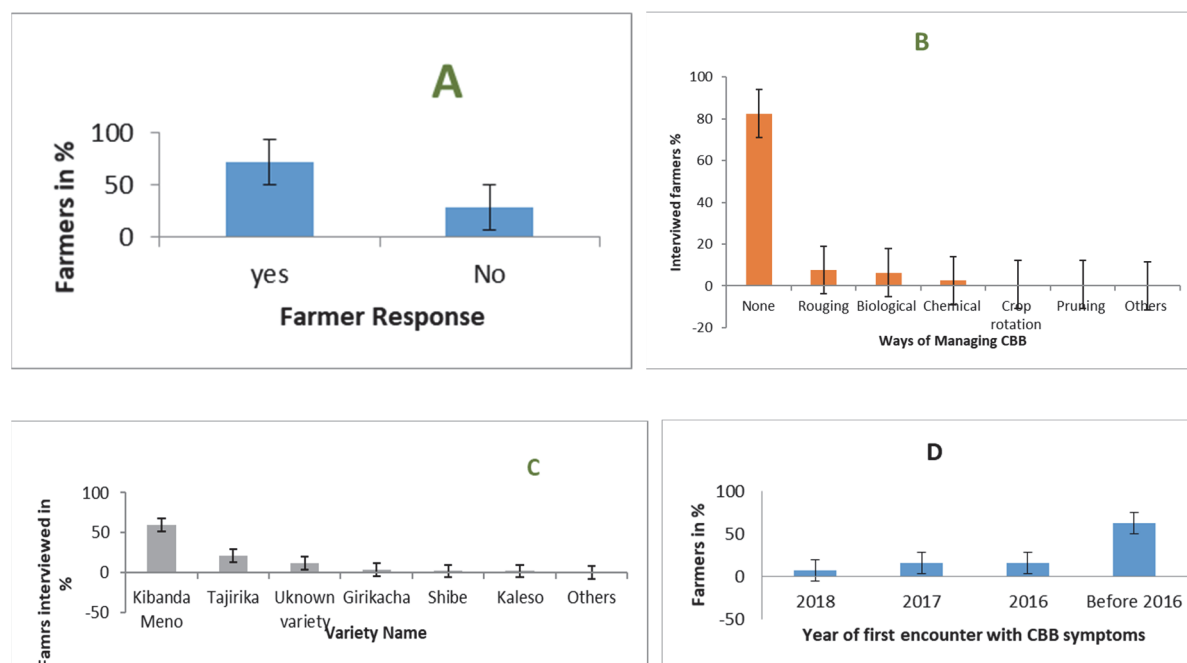 A
Farmers in %
100
50
0
yes No
Farmer Response
B
Interviwed farmers %
100
80
60
40
20
0
-20
None Rouging Biological Chemical Crop rotation Pruning Others
Ways of Managing CBB
C
Famrs interviewed in %
100
50
0
-50
Kibanda Tajirika Uknown Girikacha Shibe Kaleso Others
Meno variety
Variety Name
D
Farmers in %
100
50
0
-50
2018 2017 2016 Before 2016
Year of first encounter with CBB symptoms